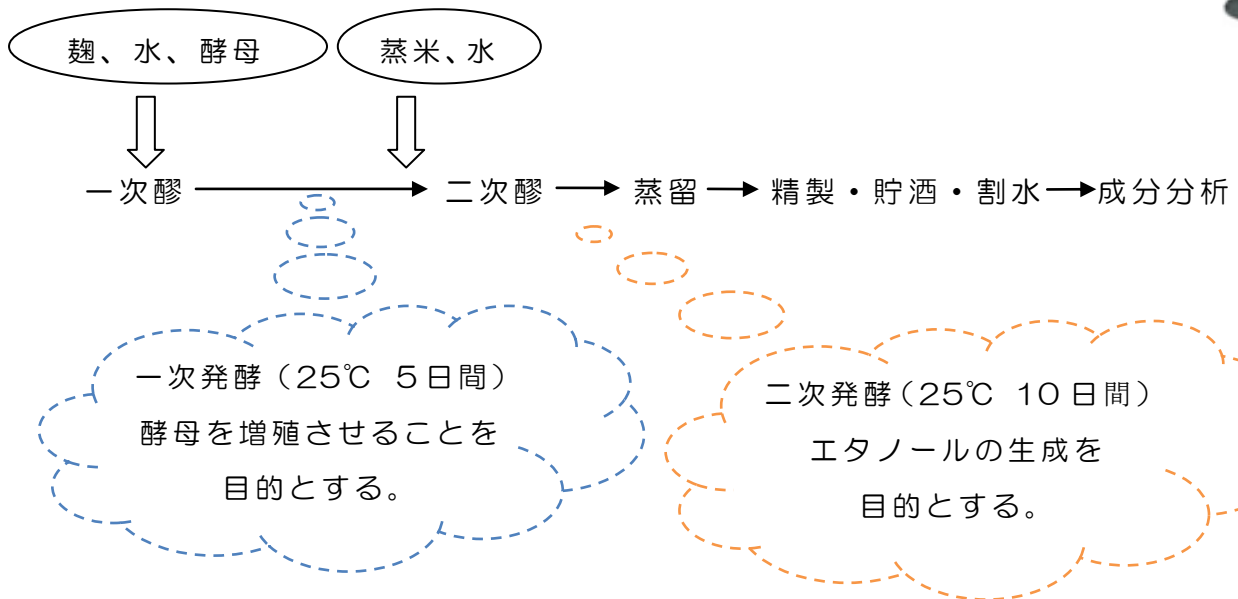 麹、水、酵母
蒸米、水
一次醪 二次醪 蒸留 精製・貯酒・割水 成分分析
一次発酵（25℃ 5日間）
酵母を増殖させることを
目的とする。
二次発酵（25℃ 10日間）
エタノールの生成を
目的とする。